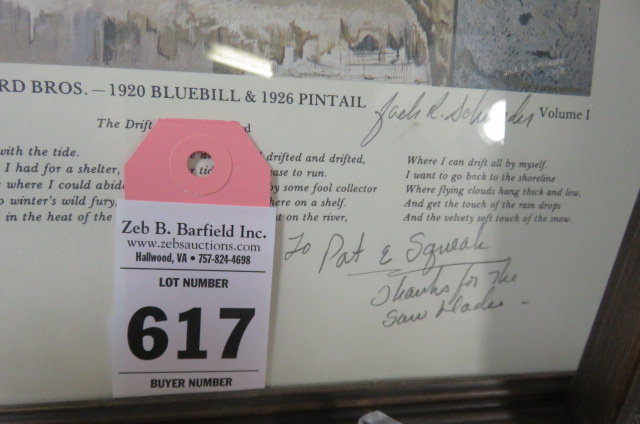 RD BROS. — 1920 BLUEBILL & 1926 PINTAIL
Jack R. Schroeder Volume I
The Drift
with the tide.
I had for a shelter,
where I could abide
winter's wild fury,
in the heat of the
drifted and drifted,
to run.
by some fool collector
here on a shelf.
on the river,
Where I can drift all by myself.
I want to go back to the shoreline
Where flying clouds hang thick and low,
And get the touch of the rain drops
And the velvety soft touch of the snow.
To Pat & Squeak
Thanks for the
Saw blades -
Zeb B. Barfield Inc.
www.zebsauctions.com
Hallwood, VA • 757-824-4698
LOT NUMBER
617
BUYER NUMBER